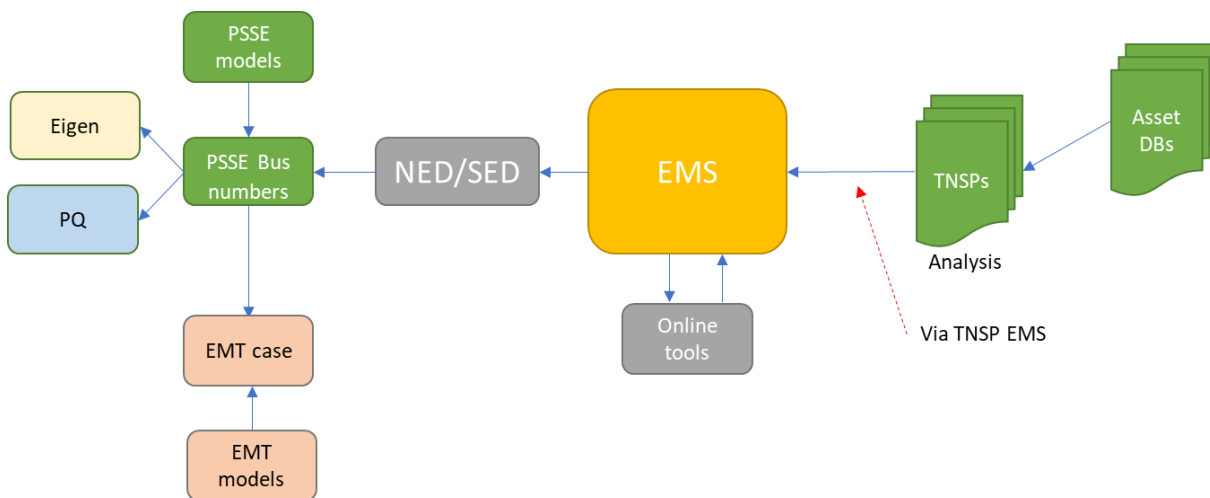 PSSE
models
Eigen
PSSE Bus
numbers
PQ
NED/SED
EMS
TNSPs
Asset
DBs
Analysis
Via TNSP EMS
Online
tools
EMT case
EMT
models